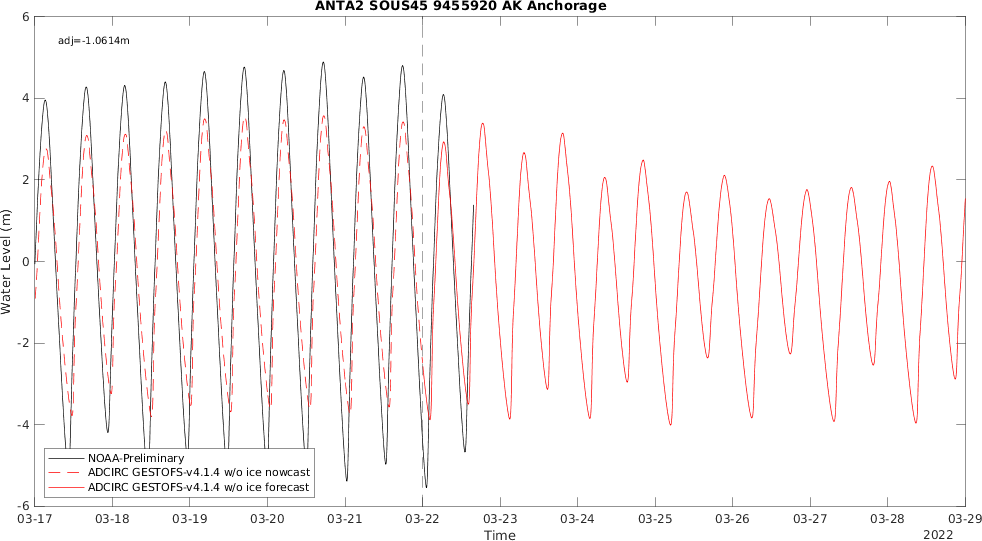 ANTA2 SOUS45 9455920 AK Anchorage
adj=-1.0614m
6
4
2
0
-2
-4
-6
Water Level (m)
NOAA-Preliminary
ADCIRC GESTOFS-v4.1.4 w/o ice nowcast
ADCIRC GESTOFS-v4.1.4 w/o ice forecast
03-17 03-18 03-19 03-20 03-21 03-22 03-23 03-24 03-25 03-26 03-27 03-28 03-29
Time
2022